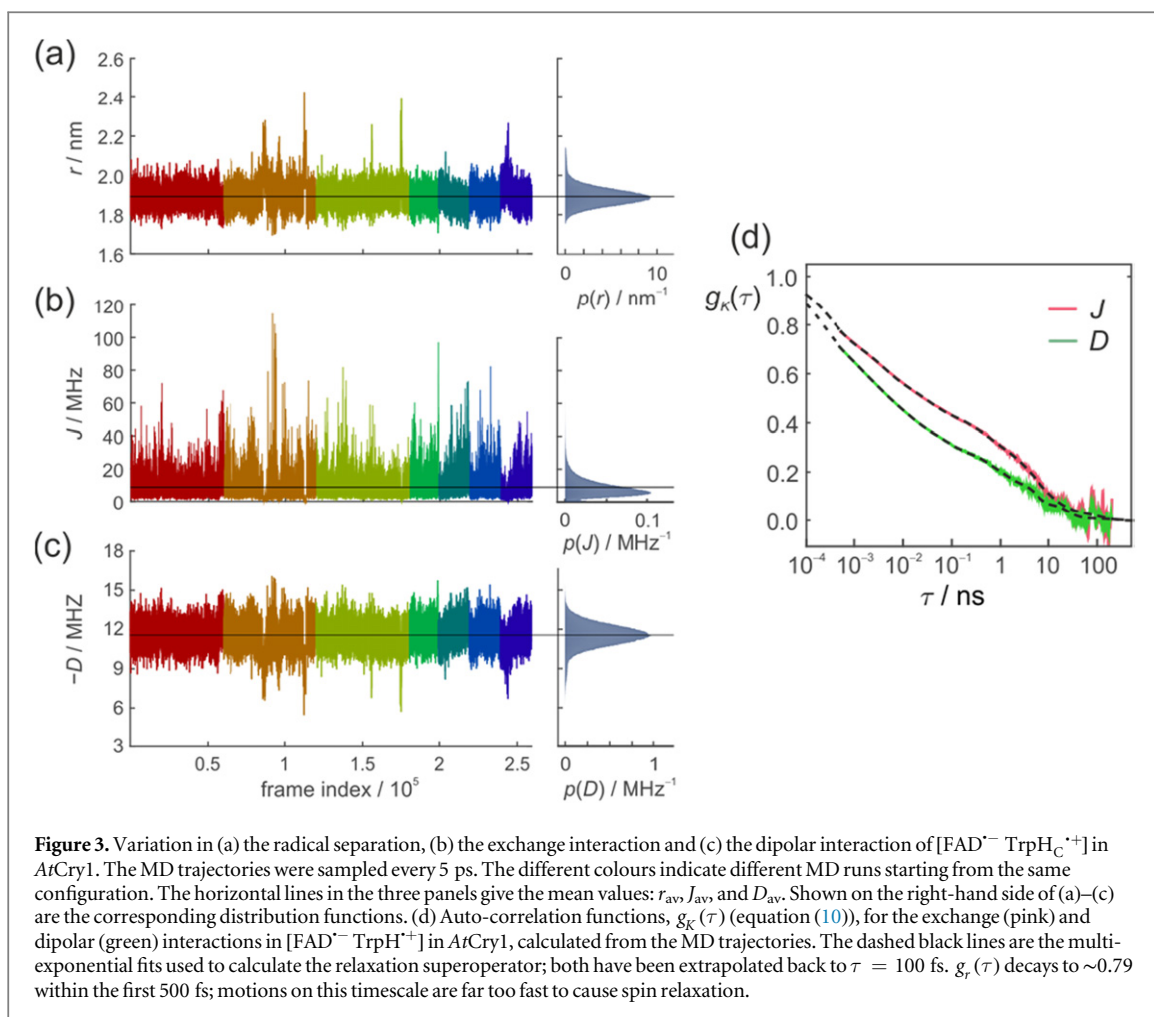 (a)
2.6
2.4
2.2
2.0
1.8
1.6
r / nm
0 10
p(r) / nm⁻¹
(b)
120
100
80
60
40
20
0
J / MHz
0 0.1
p(J) / MHz⁻¹
(c)
18
15
12
9
6
3
−D / MHZ
0.5 1 2 2.5
frame index / 10⁵
0 1
p(D) / MHz⁻¹
(d)
1.0
0.8
0.6
0.4
0.2
0.0
gκ(τ)
J
D
10⁻⁴ 10⁻³ 10⁻² 10⁻¹ 1 10 100
τ / ns
Figure 3. Variation in (a) the radical separation, (b) the exchange interaction and (c) the dipolar interaction of [FAD•− TrpHC•+] in
AtCry1. The MD trajectories were sampled every 5 ps. The different colours indicate different MD runs starting from the same
configuration. The horizontal lines in the three panels give the mean values: rav, Jav, and Dav. Shown on the right-hand side of (a)–(c)
are the corresponding distribution functions. (d) Auto-correlation functions, gK(τ) (equation (10)), for the exchange (pink) and
dipolar (green) interactions in [FAD•− TrpH•+] in AtCry1, calculated from the MD trajectories. The dashed black lines are the multi-
exponential fits used to calculate the relaxation superoperator; both have been extrapolated back to τ = 100 fs. gr(τ) decays to ~0.79
within the first 500 fs; motions on this timescale are far too fast to cause spin relaxation.